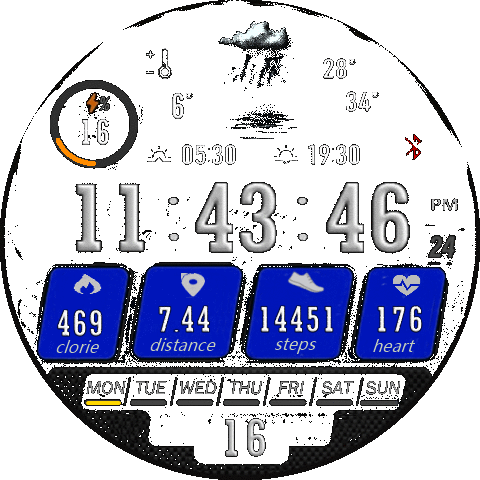 28°
6° 34°
%
16
05:30 19:30
11:43:46 PM
24
469 7.44 14451 176
clorie distance steps heart
MON TUE WED THU FRI SAT SUN
16